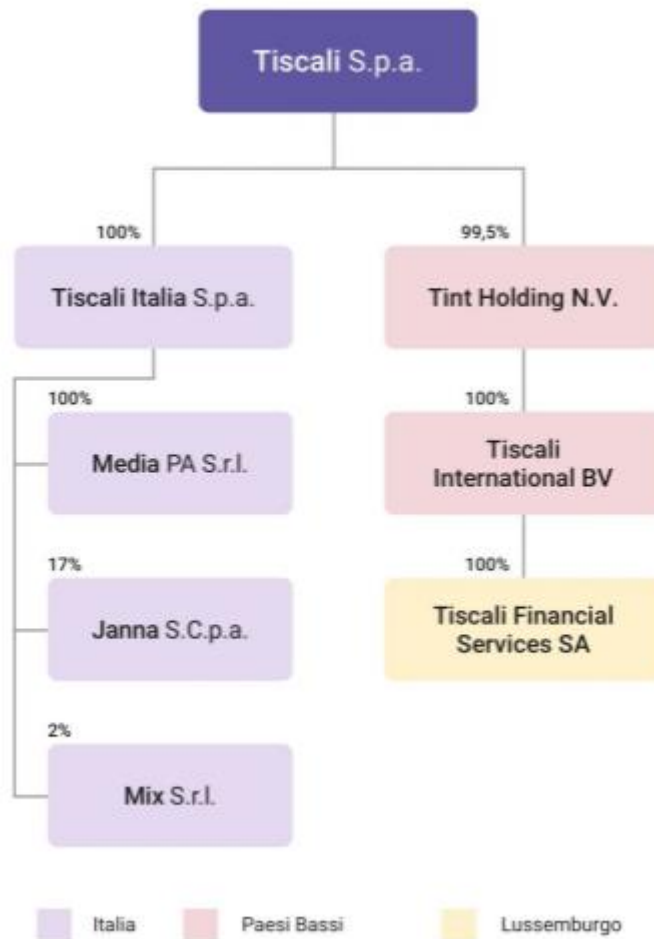 Tiscali S.p.a.
100%
99,5%
Tiscali Italia S.p.a.
Tint Holding N.V.
100%
100%
Media PA S.r.l.
Tiscali
International BV
17%
100%
Janna S.C.p.a.
Tiscali Financial
Services SA
2%
Mix S.r.l.
Italia
Paesi Bassi
Lussemburgo